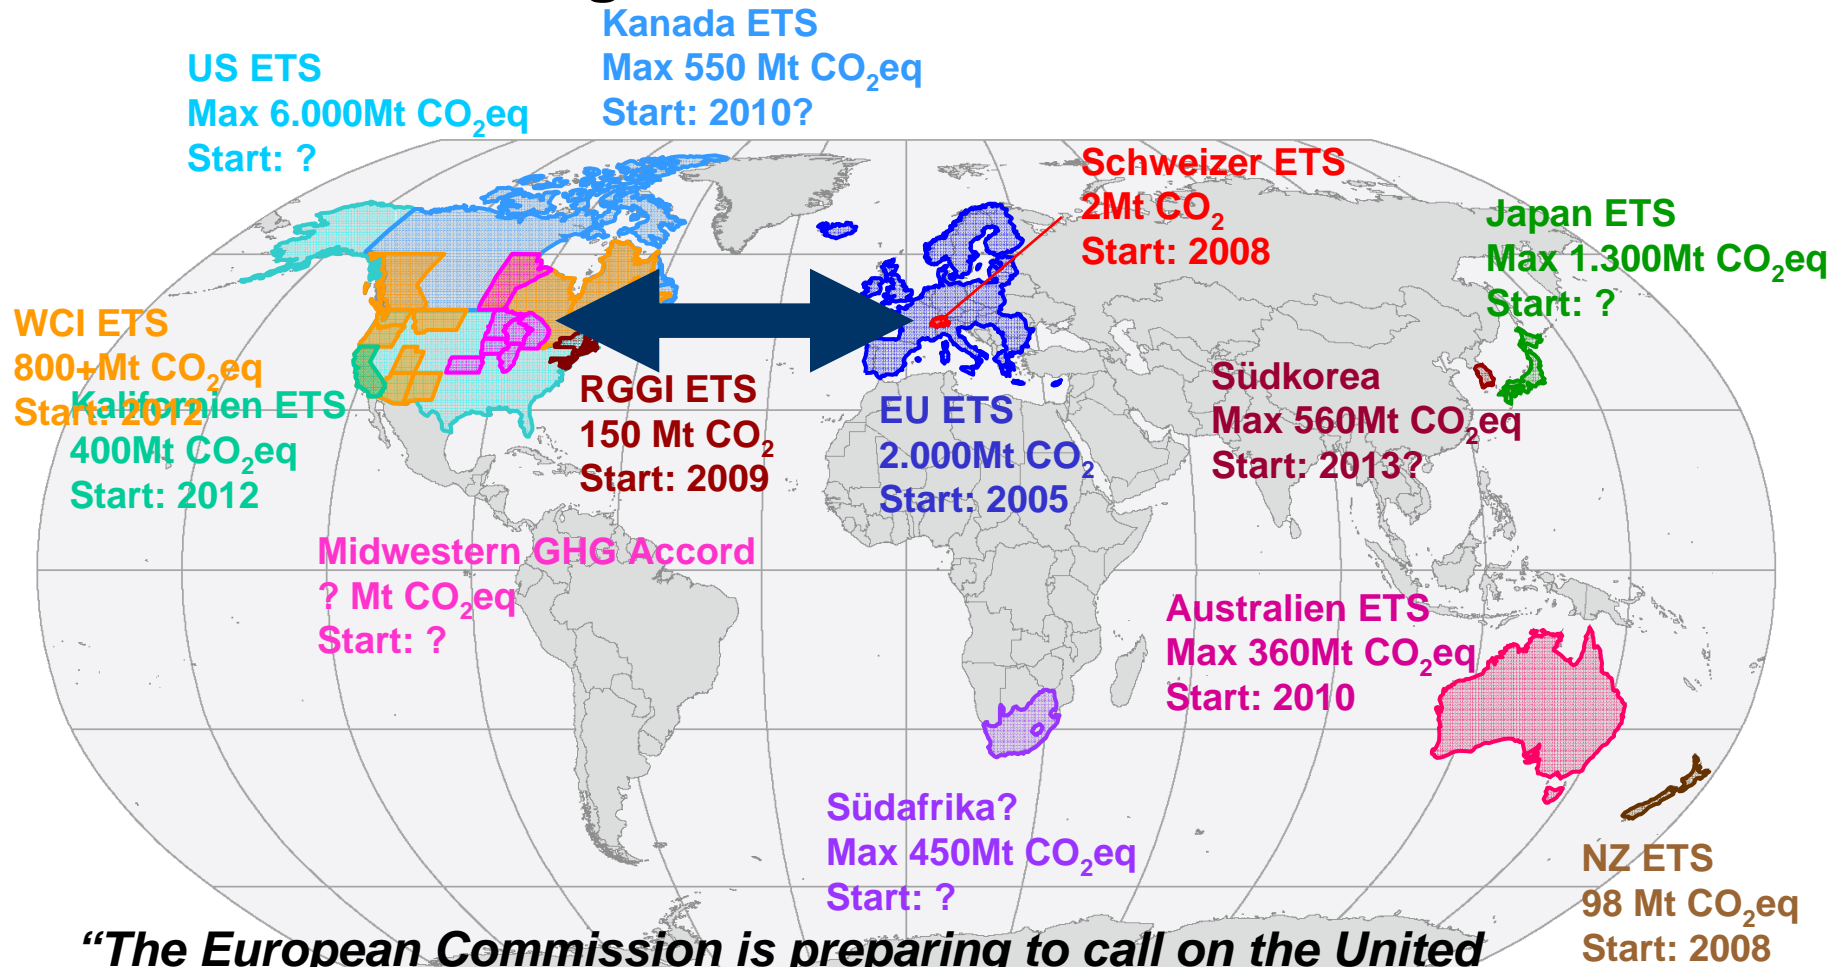 Kanada ETS
Max 550 Mt CO₂eq
Start: 2010?
US ETS
Max 6.000Mt CO₂eq
Start: ?
Schweizer ETS
2Mt CO₂
Start: 2008
Japan ETS
Max 1.300Mt CO₂eq
Start: ?
WCI ETS
800+Mt CO₂eq
Start: 2012
Kalifornien ETS
400Mt CO₂eq
Start: 2012
RGGI ETS
150 Mt CO₂
Start: 2009
EU ETS
2.000Mt CO₂
Start: 2005
Südkorea
Max 560Mt CO₂eq
Start: 2013?
Midwestern GHG Accord
? Mt CO₂eq
Start: ?
Australien ETS
Max 360Mt CO₂eq
Start: 2010
Südafrika?
Max 450Mt CO₂eq
Start: ?
NZ ETS
98 Mt CO₂eq
Start: 2008
“The European Commission is preparing to call on the United